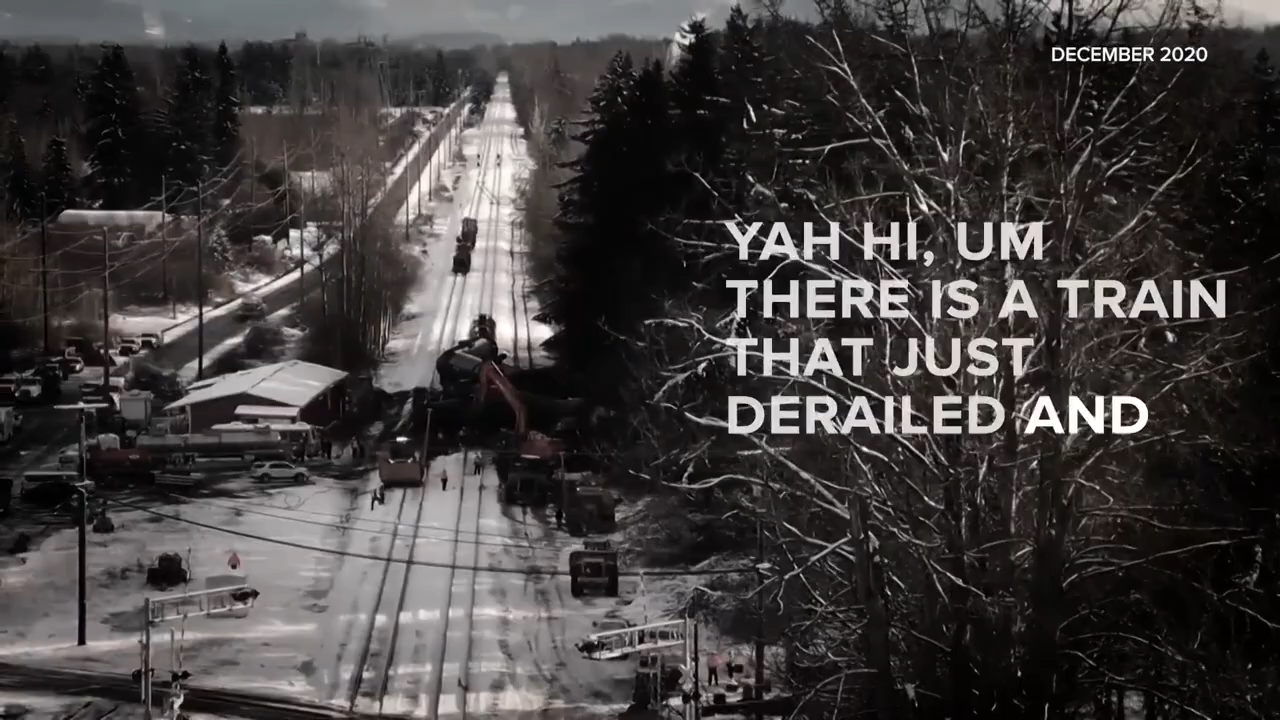 DECEMBER 2020
YAH HI, UM
THERE IS A TRAIN
THAT JUST
DERAILED AND